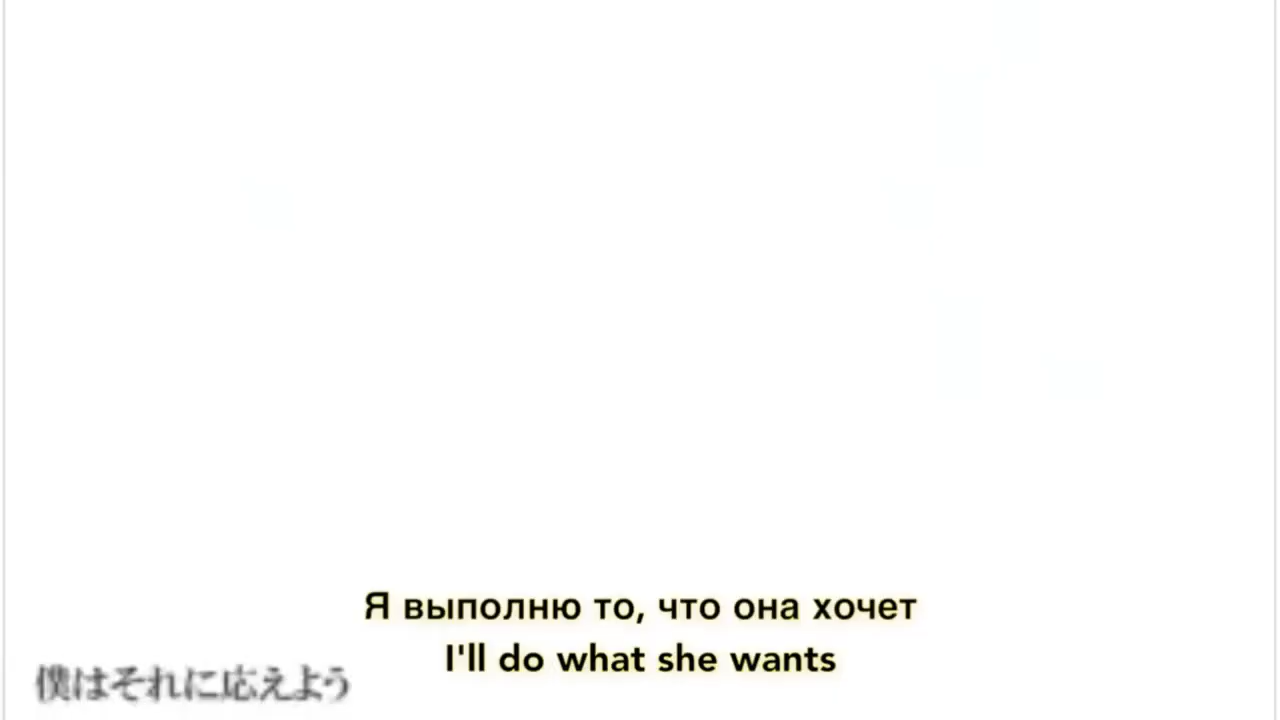 Я выполню то, что она хочет
I'll do what she wants
僕はそれに応えよう